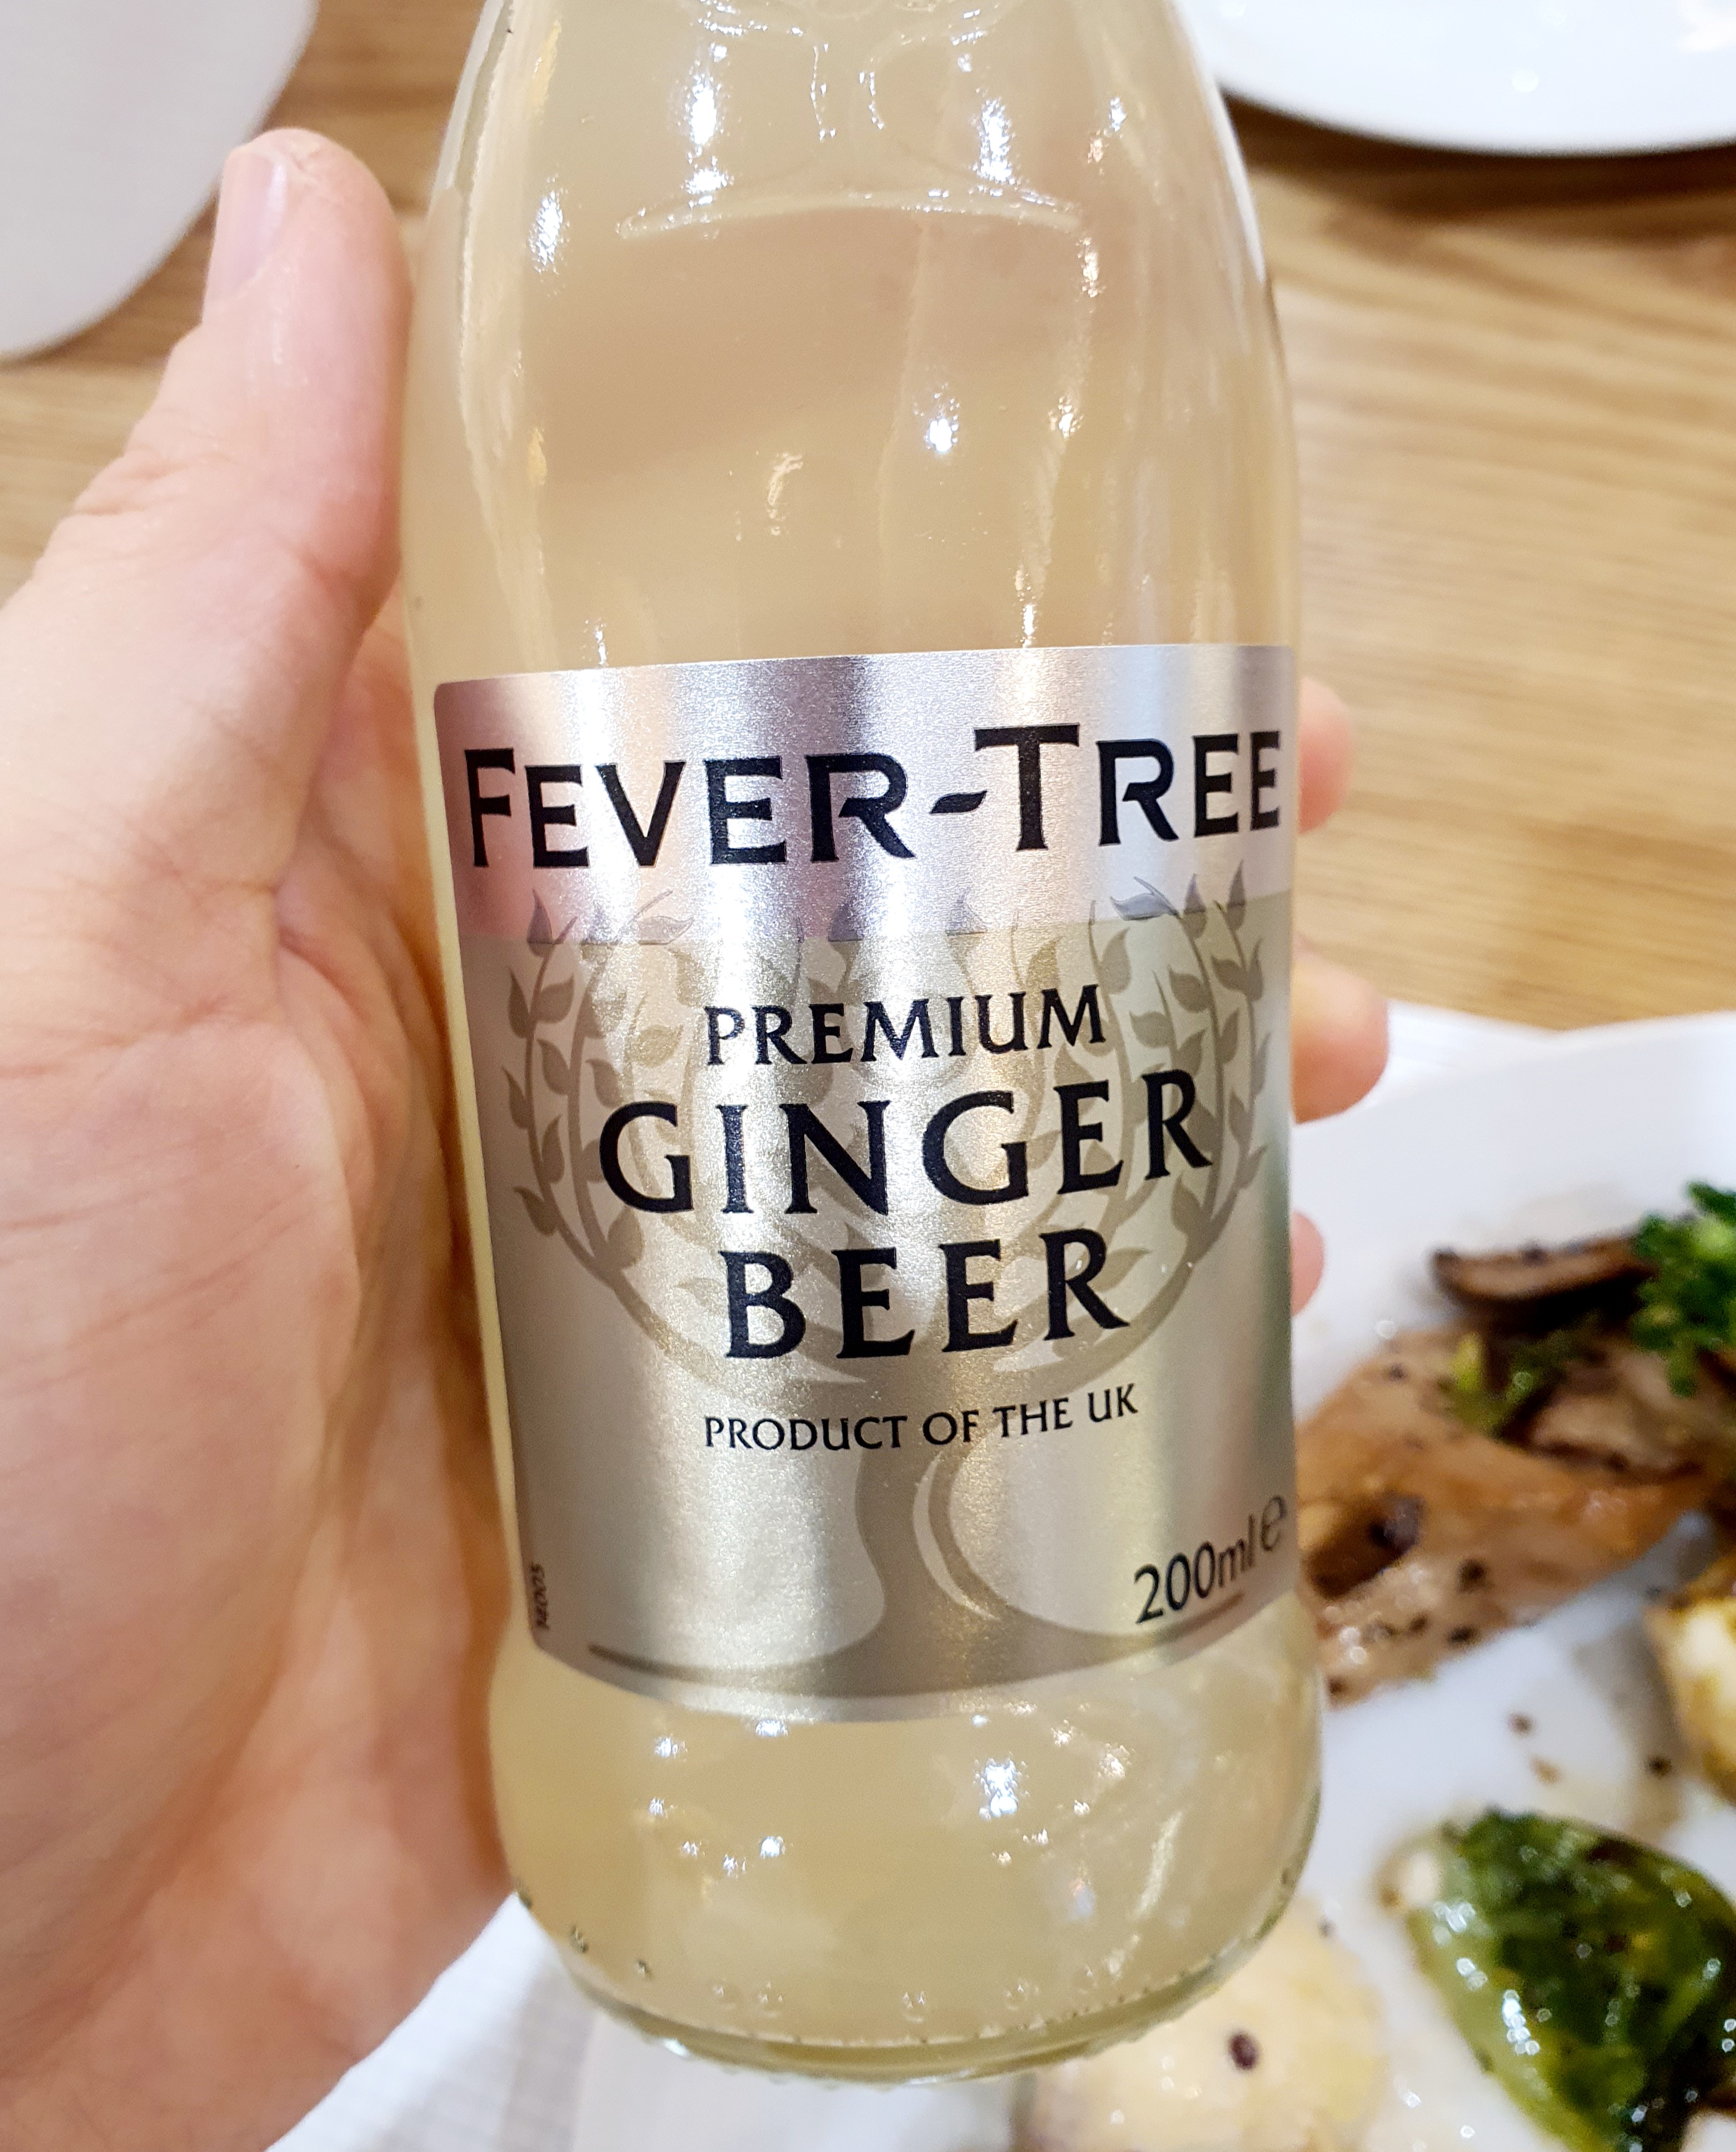 FEVER-TREE
PREMIUM
GINGER
BEER
PRODUCT OF THE UK
200ml e